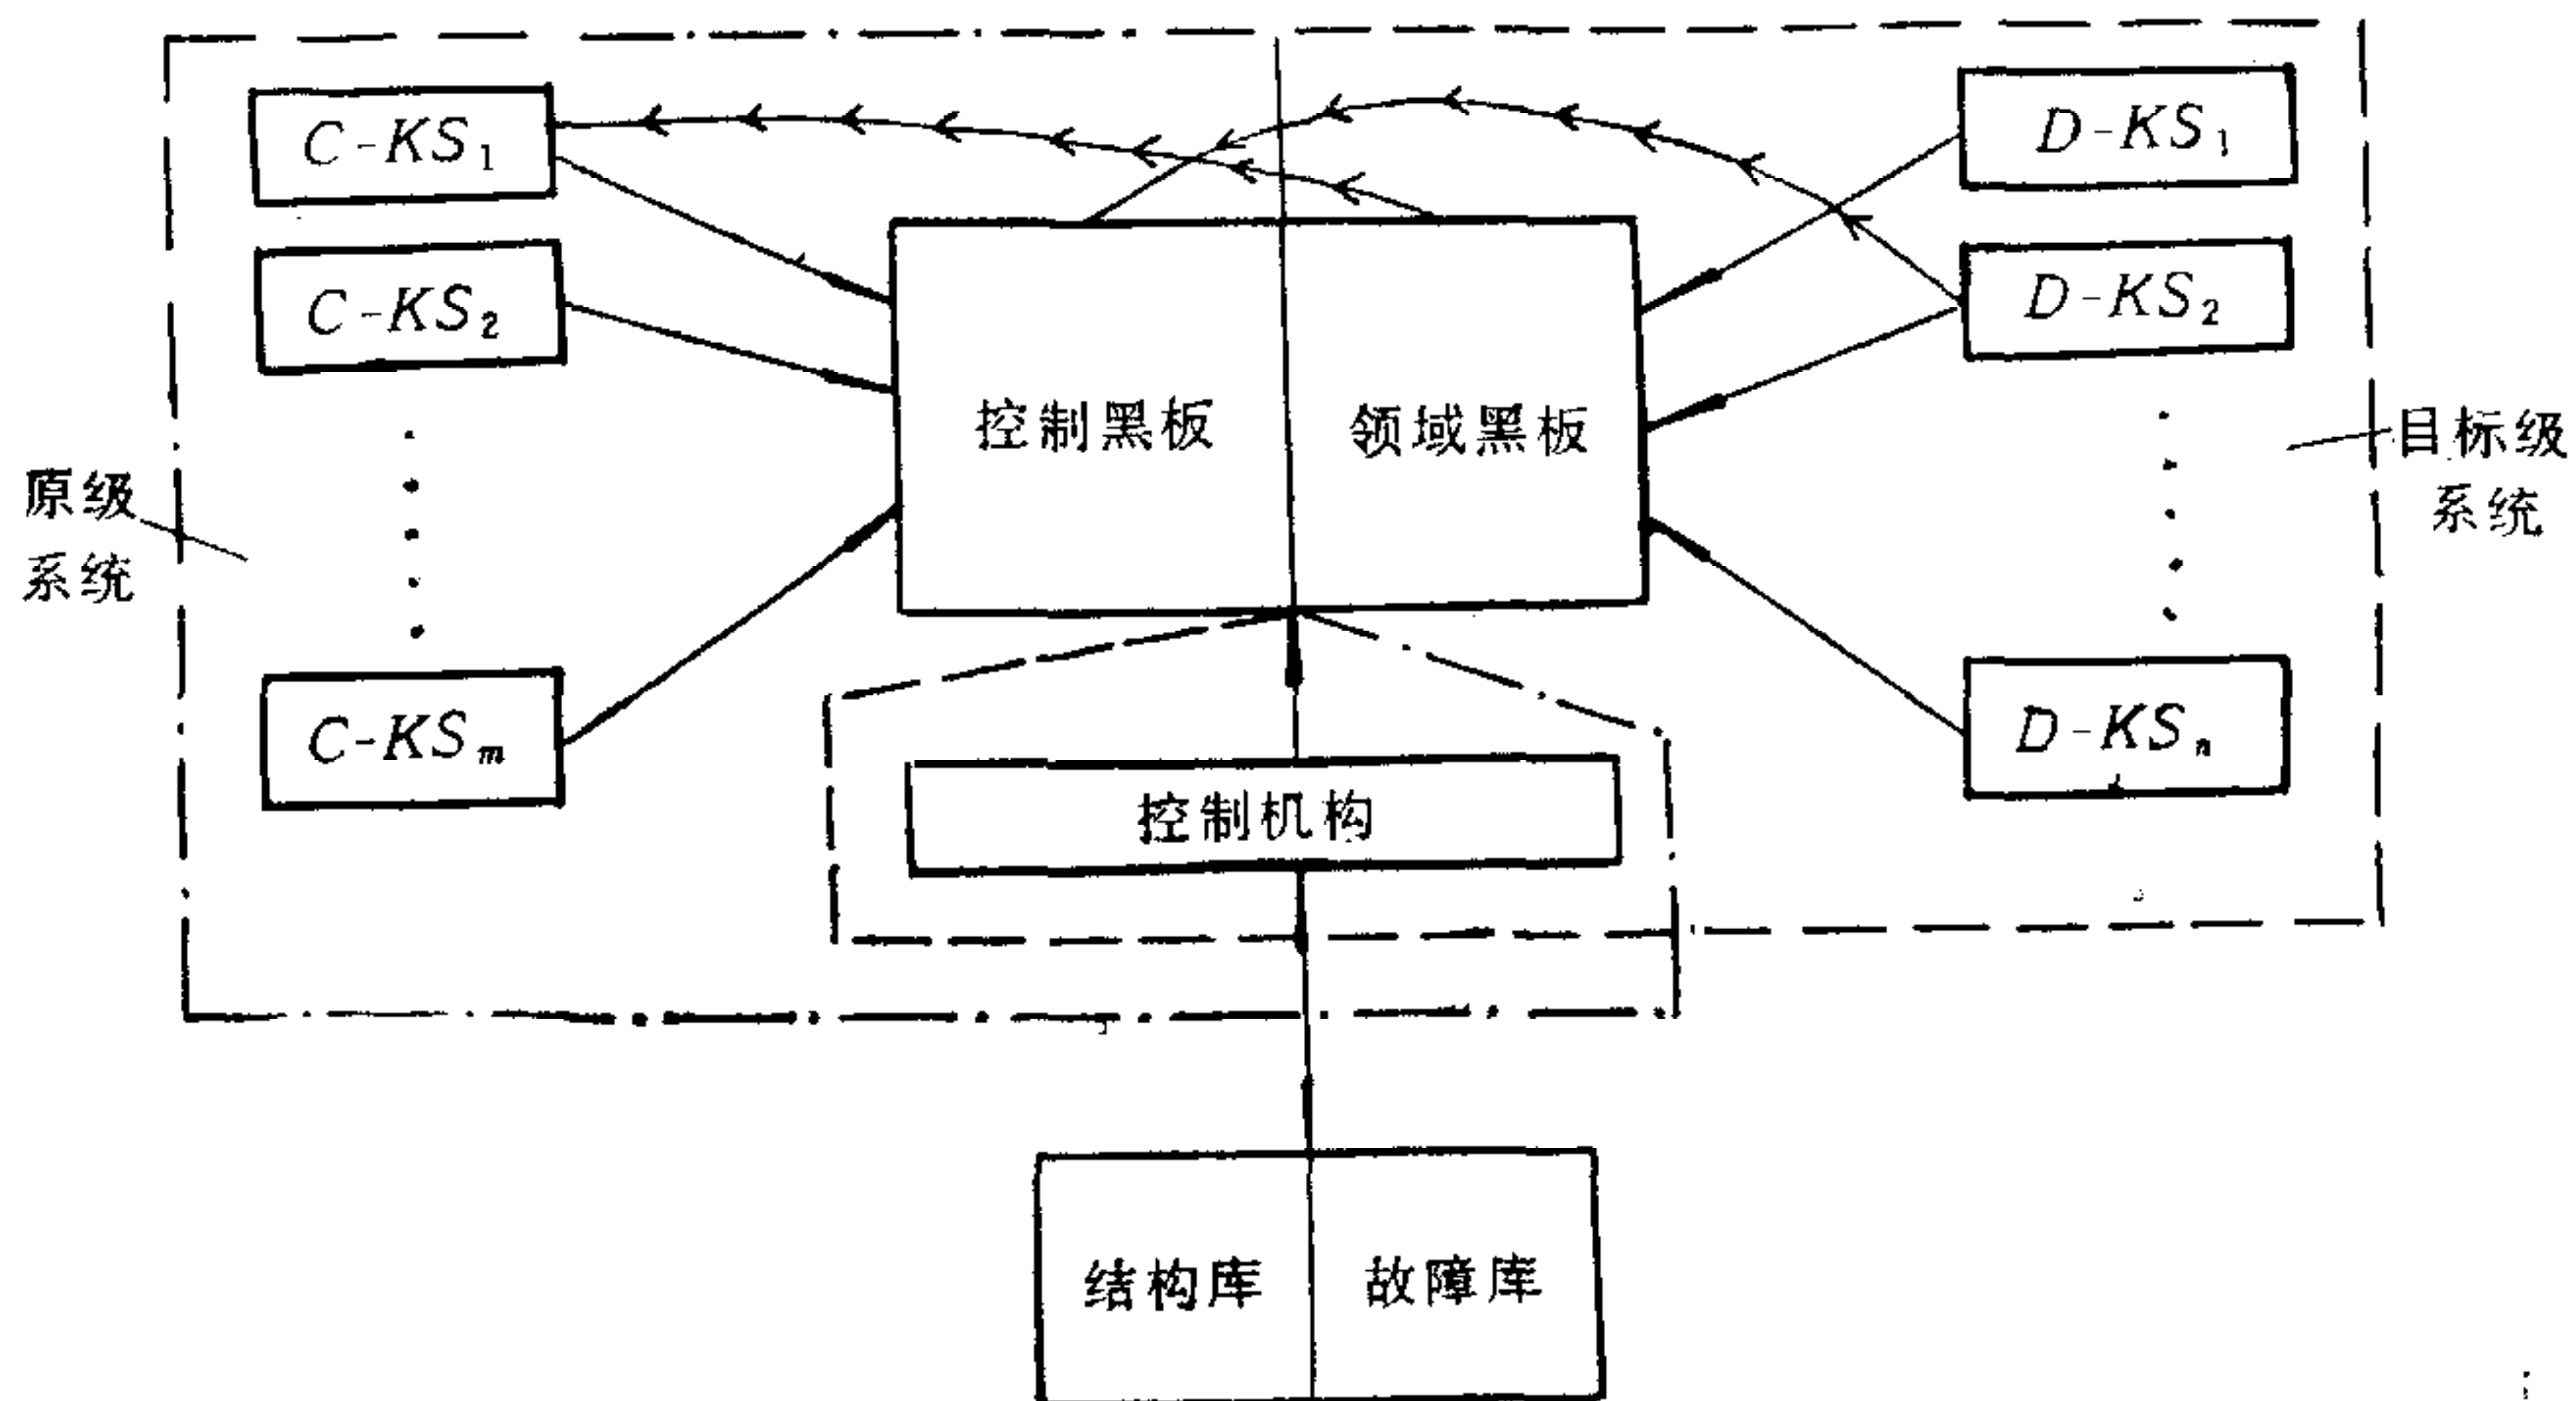 C-KS₁
D-KS₁
C-KS₂
D-KS₂
控制黑板
领域黑板
原级
系统
目标级
系统
C-KSₘ
D-KSₙ
控制机构
结构库
故障库